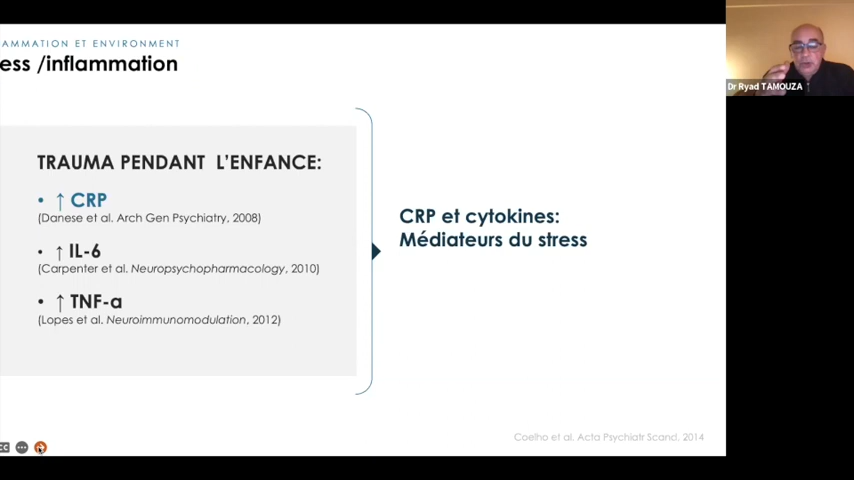 AMMATION ET ENVIRONMENT
ess /inflammation
TRAUMA PENDANT L'ENFANCE:
• ↑ CRP
(Danese et al. Arch Gen Psychiatry, 2008)
• ↑ IL-6
(Carpenter et al. Neuropsychopharmacology, 2010)
• ↑ TNF-a
(Lopes et al. Neuroimmunomodulation, 2012)
CRP et cytokines:
Médiateurs du stress
Coelho et al. Acta Psychiatr Scand. 2014
CC
Dr Ryad TAMOUZA